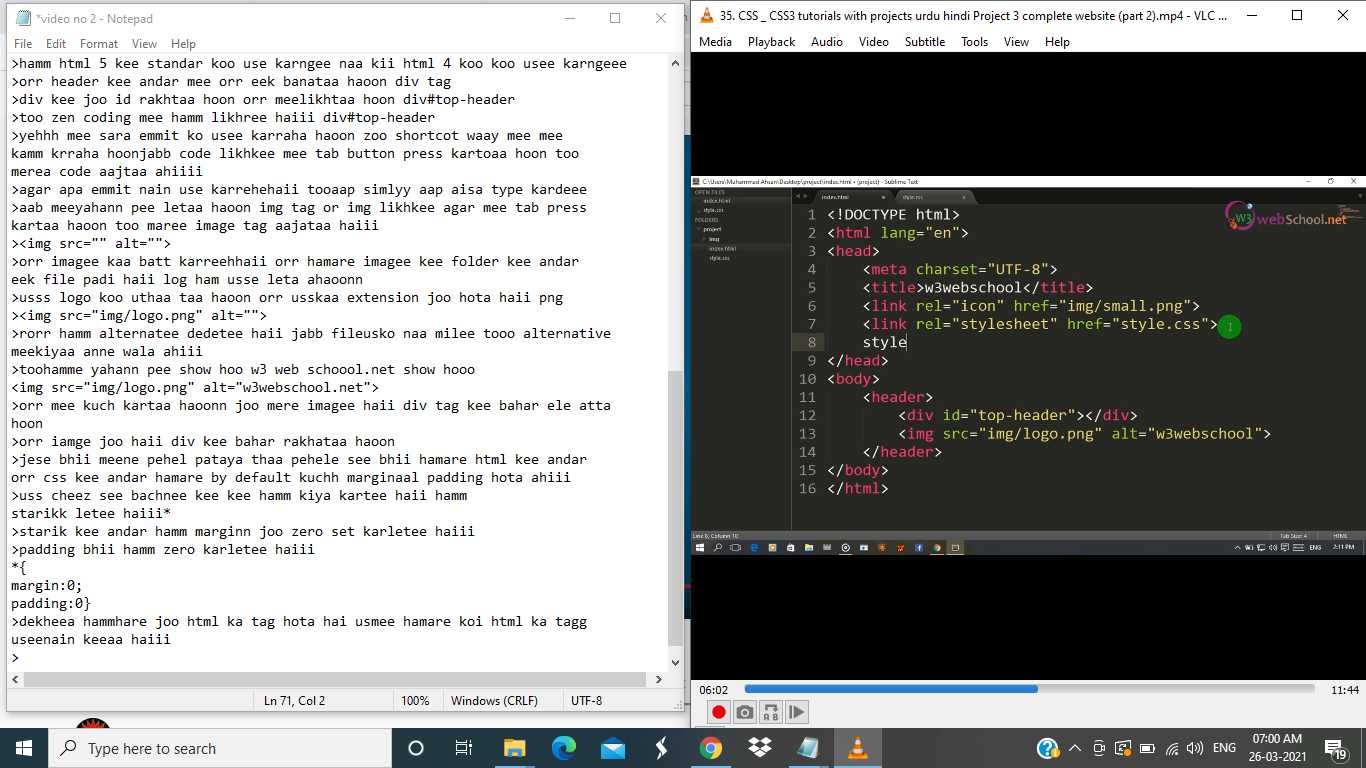 *video no 2 - Notepad
File Edit Format View Help
>hamm html 5 kee standar koo use karngee naa kii html 4 koo koo usee karngeee
>orr header kee andar mee orr eek banataa haoon div tag
>div kee joo id rakhtaa hoon orr meelikhtaa hoon div#top-header
>too zen coding mee hamm likhree haiii div#top-header
>yehhh mee sara emmit ko usee karraha haoon zoo shortcot waay mee mee
kamm krraha hoonjabb code likhkee mee tab button press kartoaa hoon too
merea code aajtaa ahiiii
>agar apa emmit nain use karrehehaii tooaap simlyy aap aisa type kardeee
>aab meeyahann pee letaa haoon img tag or img likhkee agar mee tab press
kartaa haoon too maree image tag aajataa haiii
><img src="" alt="">
>orr imagee kaa batt karreehhaii orr hamare imagee kee folder kee andar
eek file padi haii log ham usse leta ahaoonn
>usss logo koo uthaa taa haoon orr usskaa extension joo hota haii png
><img src="img/logo.png" alt="">
>rorr hamm alternatee dedetee haii jabb fileusko naa milee tooo alternative
meekiyaa anne wala ahiii
>toohamme yahann pee show hoo w3 web schoool.net show hooo
<img src="img/logo.png" alt="w3webschool.net">
>orr mee kuch kartaa haoonn joo mere imagee haii div tag kee bahar ele atta
hoon
>orr iamge joo haii div kee bahar rakhataa haoon
>jese bhii meene pehel pataya thaa pehele see bhii hamare html kee andar
orr css kee andar hamare by default kuchh marginaal padding hota ahiii
>uss cheez see bachnee kee kee hamm kiya kartee haii hamm
starikk letee haiii*
>starik kee andar hamm marginn joo zero set karletee haiii
>padding bhii hamm zero karletee haiii
*{
margin:0;
padding:0}
>dekheea hammhare joo html ka tag hota hai usmee hamare koi html ka tagg
useenain keeaa haiii
>
Ln 71, Col 2 100% Windows (CRLF) UTF-8
35. CSS _ CSS3 tutorials with projects urdu hindi Project 3 complete website (part 2).mp4 - VLC ...
Media Playback Audio Video Subtitle Tools View Help
C:\Users\Muhammad Ahsan\Desktop\project\index.html • (project) - Sublime Text
OPEN FILES
index.html
style.css
FOLDERS
project
img
index.html
style.css
index.html style.css
W3 webSchool.net
1 <!DOCTYPE html>
2 <html lang="en">
3 <head>
4 <meta charset="UTF-8">
5 <title>w3webschool</title>
6 <link rel="icon" href="img/small.png">
7 <link rel="stylesheet" href="style.css">
8 style
9 </head>
10 <body>
11 <header>
12 <div id="top-header"></div>
13 <img src="img/logo.png" alt="w3webschool">
14 </header>
15 </body>
16 </html>
Line 8, Column 10 Tab Size: 4 HTML
ENG 2:11 PM
06:02 11:44
Type here to search
ENG
07:00 AM
26-03-2021
19